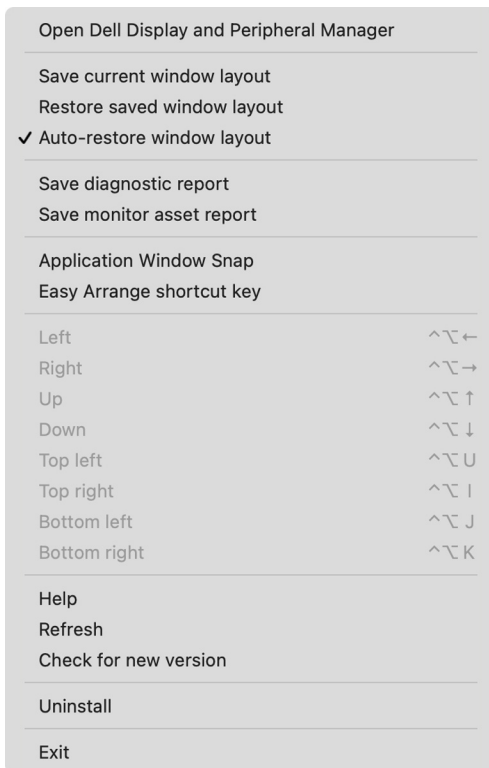 Open Dell Display and Peripheral Manager
Save current window layout
Restore saved window layout
✓ Auto-restore window layout
Save diagnostic report
Save monitor asset report
Application Window Snap
Easy Arrange shortcut key
Left ^⌥←
Right ^⌥→
Up ^⌥↑
Down ^⌥↓
Top left ^⌥U
Top right ^⌥I
Bottom left ^⌥J
Bottom right ^⌥K
Help
Refresh
Check for new version
Uninstall
Exit